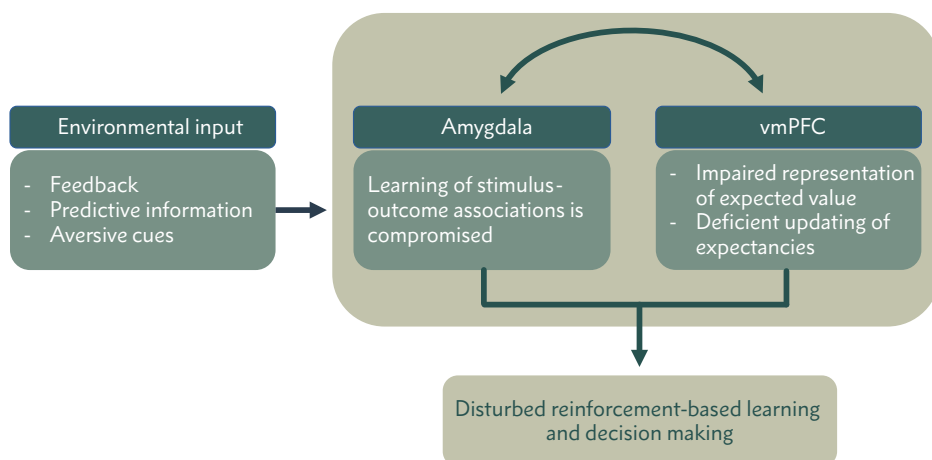 Environmental input
- Feedback
- Predictive information
- Aversive cues
Amygdala
Learning of stimulus-
outcome associations is
compromised
vmPFC
- Impaired representation
of expected value
- Deficient updating of
expectancies
Disturbed reinforcement-based learning
and decision making